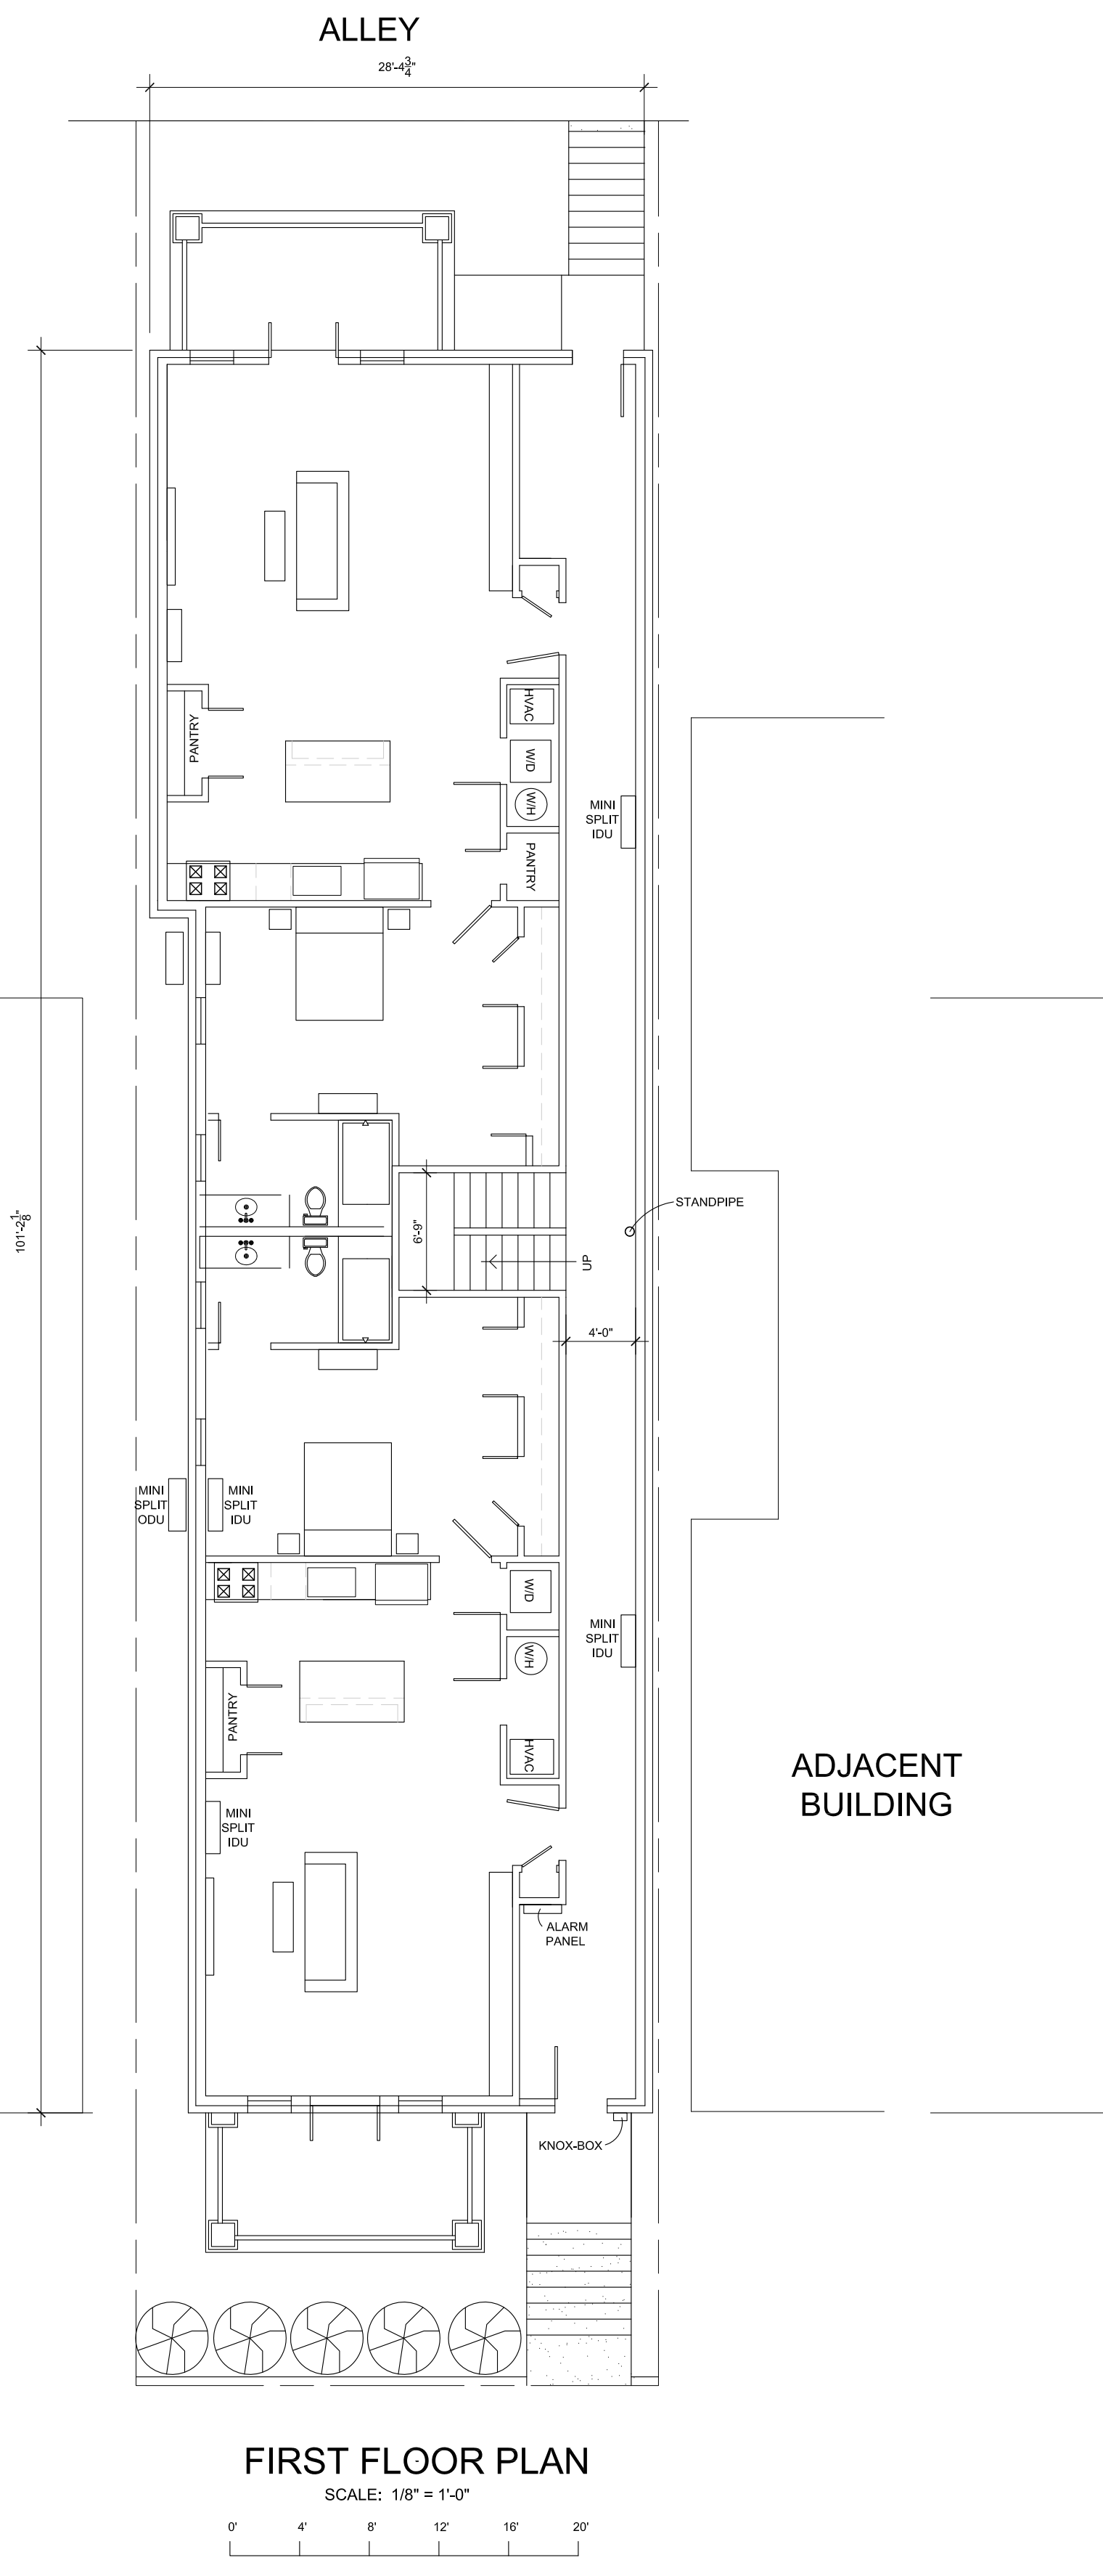 ALLEY
28'-4 3/4"
HVAC
PANTRY
W/D
W/H
MINI
SPLIT
IDU
PANTRY
STANDPIPE
101'-2 1/8"
6'-9"
UP
4'-0"
MINI
SPLIT
ODU
MINI
SPLIT
IDU
W/D
MINI
SPLIT
IDU
W/H
PANTRY
HVAC
ADJACENT
BUILDING
MINI
SPLIT
IDU
ALARM
PANEL
KNOX-BOX
FIRST FLOOR PLAN
SCALE: 1/8" = 1'-0"
0' 4' 8' 12' 16' 20'